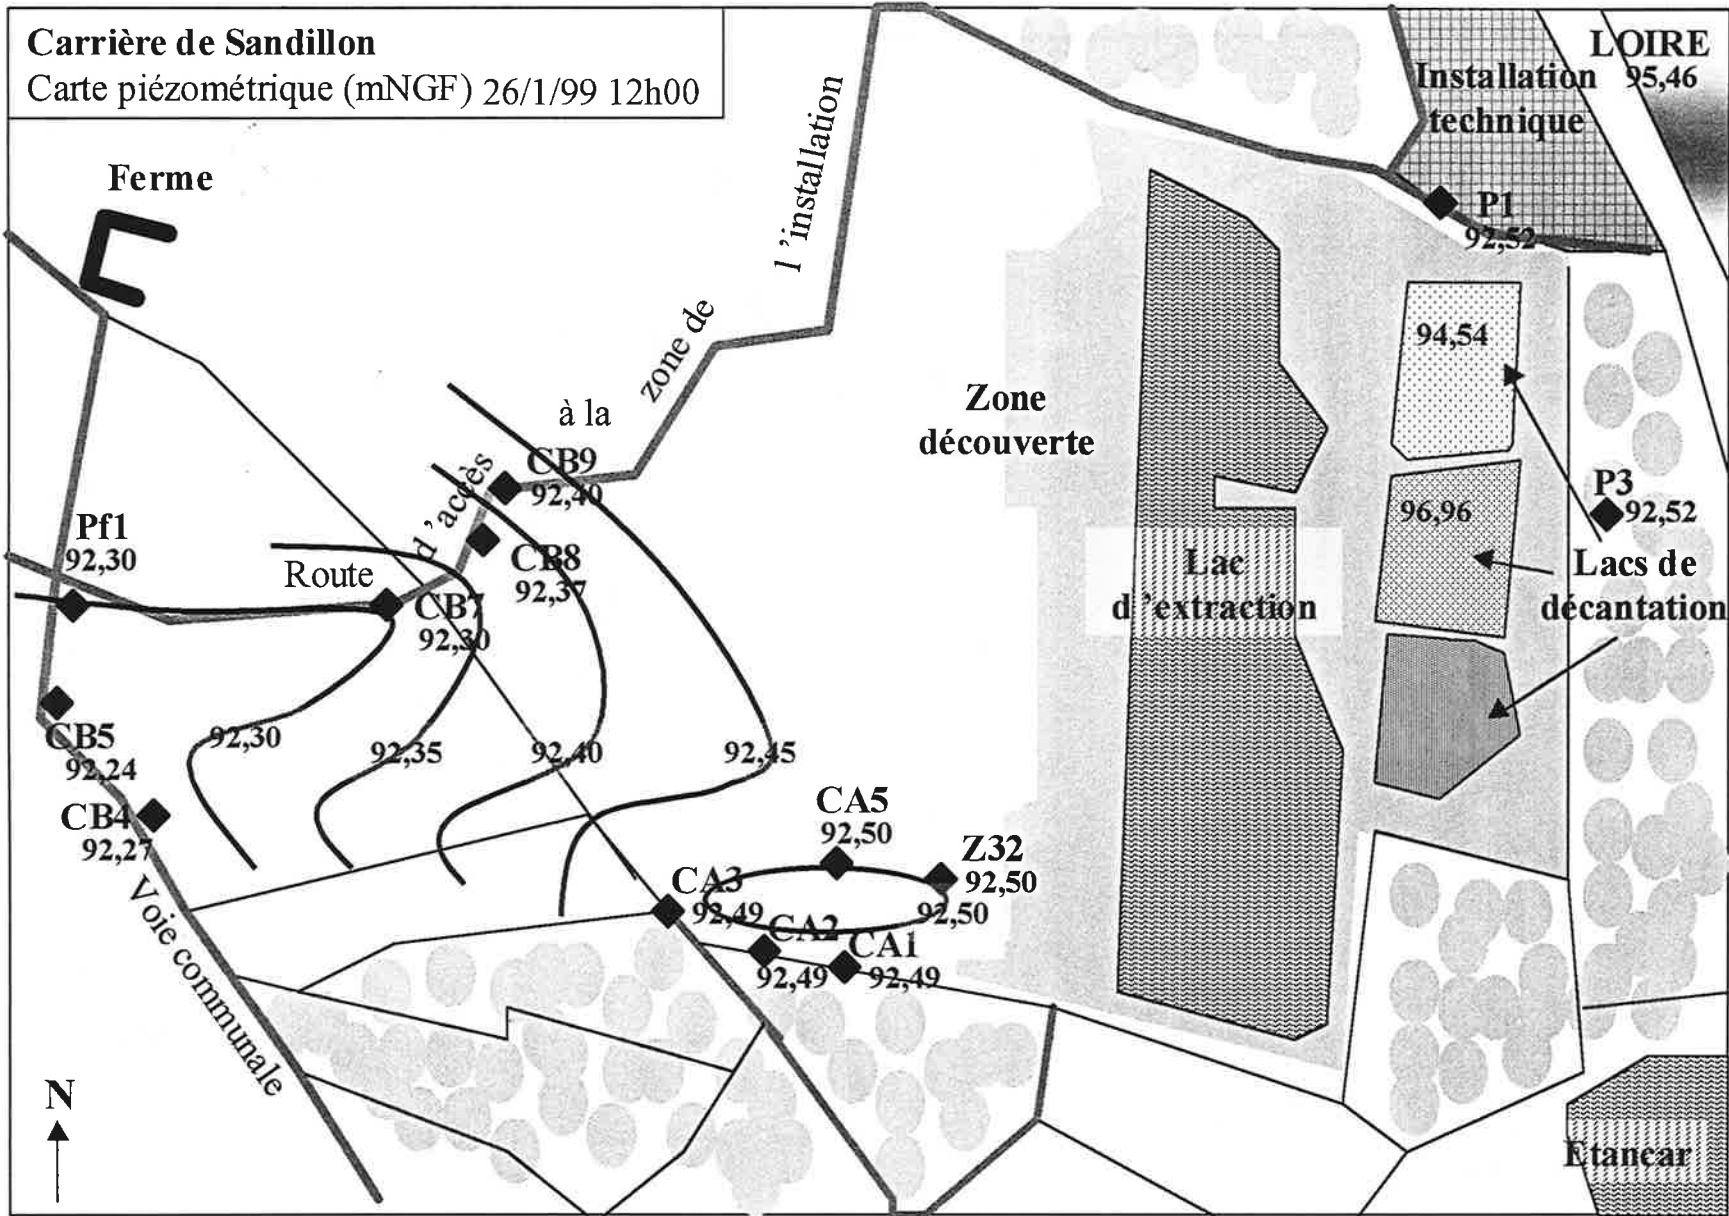 Carrière de Sandillon
Carte piézométrique (mNGF) 26/1/99 12h00
LOIRE
95,46
Installation
technique
Ferme
P1
92,52
Route
d ’accès
à la
zone de
l ’installation
94,54
Zone
découverte
CB9
92,40
96,96
P3
92,52
Pf1
92,30
CB8
92,37
Lac
d ’extraction
Lacs de
décantation
CB7
92,30
CB5
92,24
92,30
92,35
92,40
92,45
CB4
92,27
CA5
92,50
Z32
92,50
92,50
CA3
92,49
CA2
92,49
CA1
92,49
Voie communale
N
Etancar